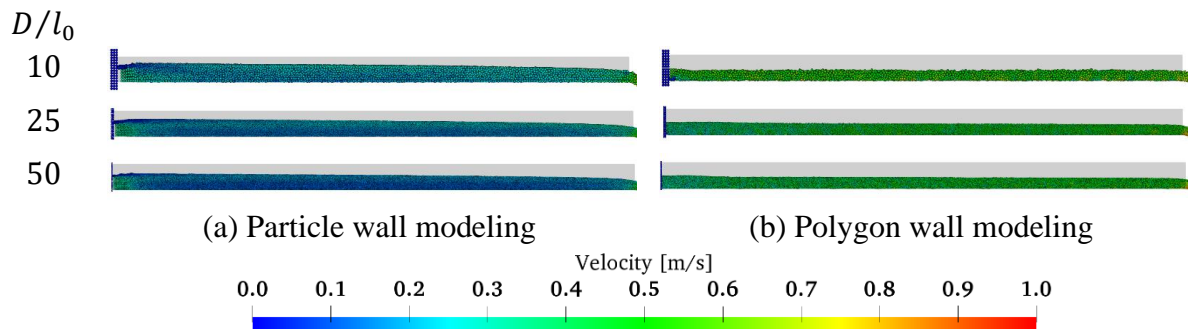 D/l₀
10
25
50
(a) Particle wall modeling
(b) Polygon wall modeling
Velocity [m/s]
0.0 0.1 0.2 0.3 0.4 0.5 0.6 0.7 0.8 0.9 1.0